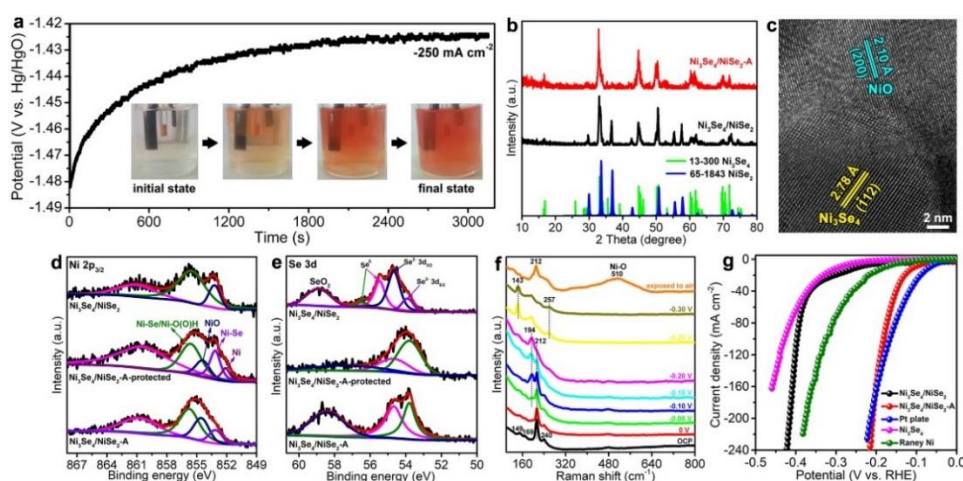 a
-1.42
-1.43
-1.44
-1.45
-1.46
-1.47
-1.48
-1.49
Potential (V vs. Hg/HgO)
-250 mA cm⁻²
initial state
final state
0 600 1200 1800 2400 3000
Time (s)
b
Intensity (a.u.)
Ni₃Se₄/NiSe₂-A
Ni₃Se₄/NiSe₂
13-300 Ni₃Se₄
65-1843 NiSe₂
10 20 30 40 50 60 70 80
2 Theta (degree)
c
2.10 Å
(200)
NiO
2.78 Å
(1̄12)
Ni₃Se₄
2 nm
d
Ni 2p₃/₂
Ni₃Se₄/NiSe₂
Ni-Se/Ni-O(O)H
NiO
Ni-Se
Ni
Ni₃Se₄/NiSe₂-A-protected
Ni₃Se₄/NiSe₂-A
Intensity (a.u.)
867 864 861 858 855 852 849
Binding energy (eV)
e
Se 3d
SeO₂
Ni₃Se₄/NiSe₂
Ni₃Se₄/NiSe₂-A-protected
Ni₃Se₄/NiSe₂-A
Intensity (a.u.)
60 58 56 54 52 50
Binding energy (eV)
f
212
Ni-O
510
exposed to air
143
257
-0.30 V
194
212
-0.20 V
-0.15 V
-0.10 V
-0.05 V
0 V
149
169
240
OCP
Intensity (a.u.)
160 320 480 640 800
Raman shift (cm⁻¹)
g
0
-40
-80
-120
-160
-200
-240
Current density (mA cm⁻²)
Ni₃Se₄/NiSe₂
Ni₃Se₄/NiSe₂-A
Pt plate
Ni₃Se₄
Raney Ni
-0.5 -0.4 -0.3 -0.2 -0.1 0.0
Potential (V vs. RHE)